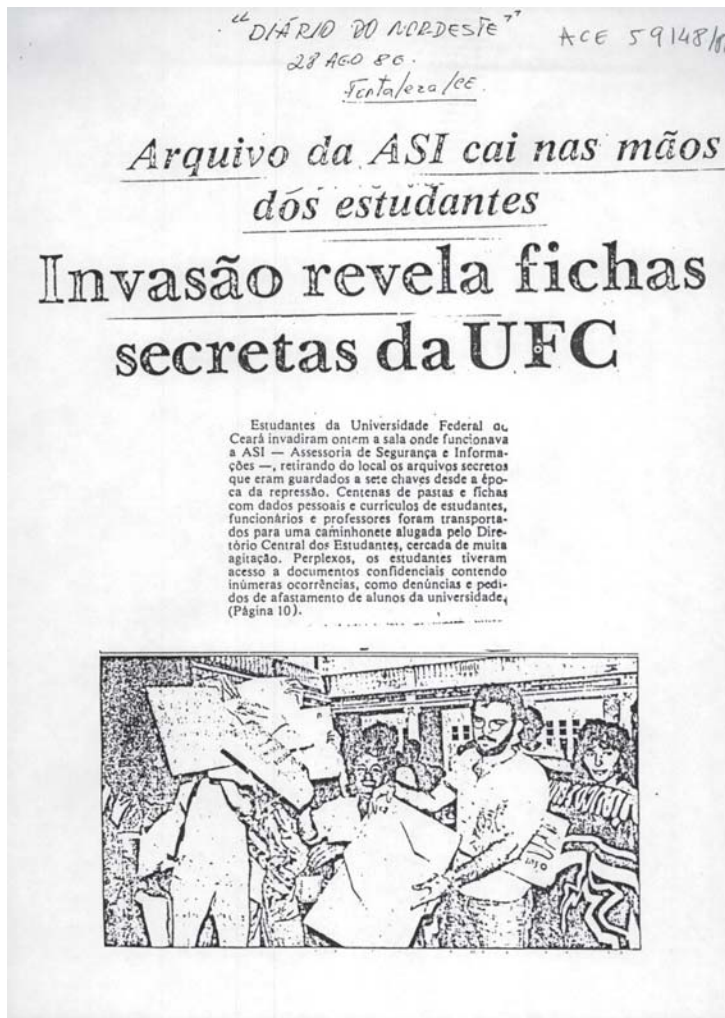 "DIÁRIO DO NORDESTE"
ACE 59148/8
28 AGO 86.
Fortaleza/CE
Arquivo da ASI cai nas mãos
dos estudantes
Invasão revela fichas
secretas da UFC
Estudantes da Universidade Federal do
Ceará invadiram ontem a sala onde funcionava
a ASI — Assessoria de Segurança e Informa-
ções —, retirando do local os arquivos secretos
que eram guardados a sete chaves desde a épo-
ca da repressão. Centenas de pastas e fichas
com dados pessoais e currículos de estudantes,
funcionários e professores foram transporta-
dos para uma caminhonete alugada pelo Dire-
tório Central dos Estudantes, cercada de muita
agitação. Perplexos, os estudantes tiveram
acesso a documentos confidenciais contendo
inúmeras ocorrências, como denúncias e pedi-
dos de afastamento de alunos da universidade,
(Página 10).